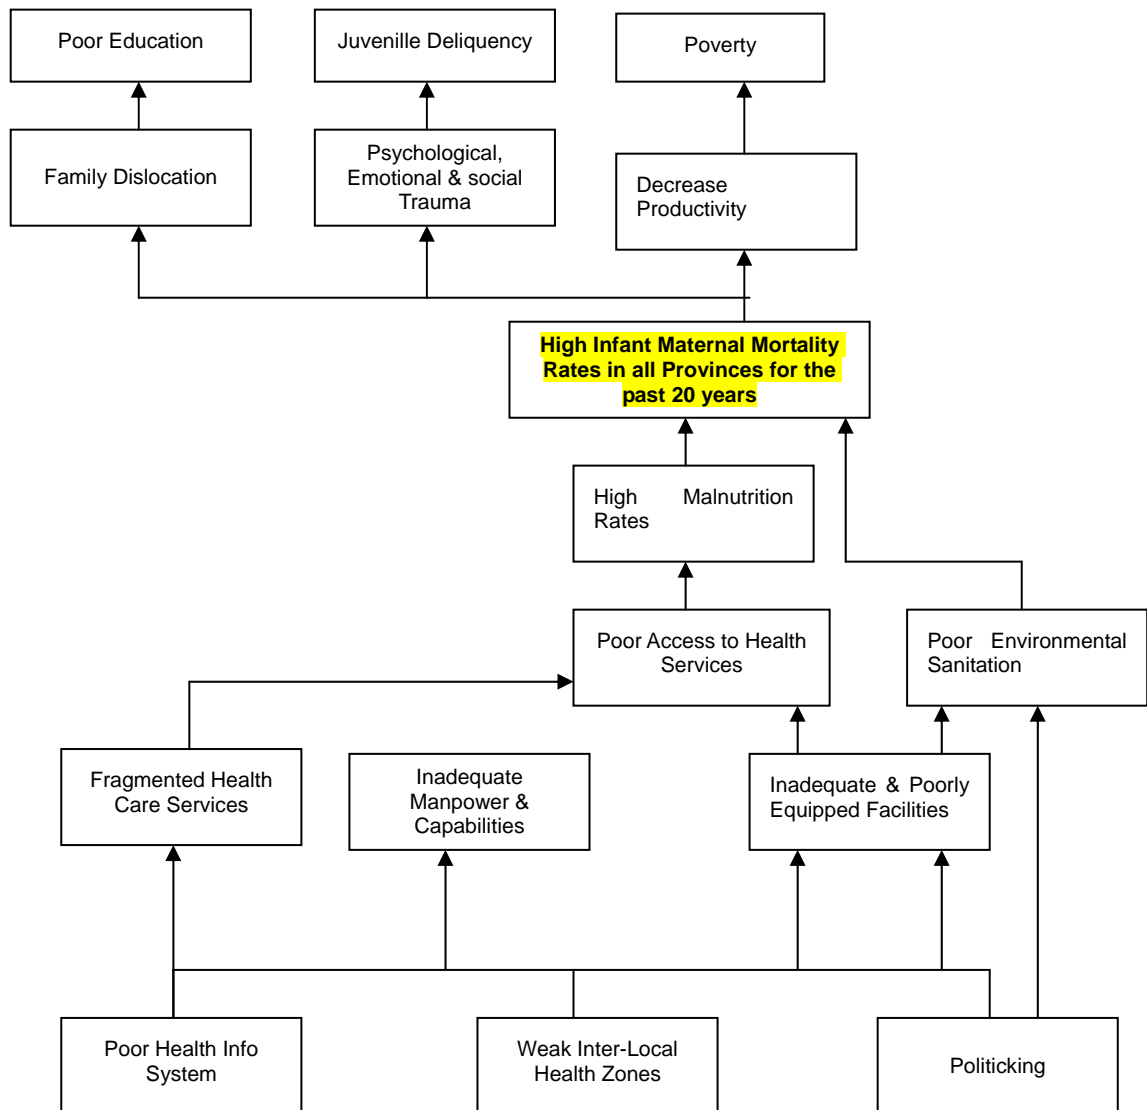 Poor Education
Juvenille Deliquency
Poverty
Family Dislocation
Psychological,
Emotional & social
Trauma
Decrease
Productivity
High Infant Maternal Mortality
Rates in all Provinces for the
past 20 years
High Malnutrition
Rates
Poor Access to Health
Services
Poor Environmental
Sanitation
Fragmented Health
Care Services
Inadequate
Manpower &
Capabilities
Inadequate & Poorly
Equipped Facilities
Poor Health Info
System
Weak Inter-Local
Health Zones
Politicking